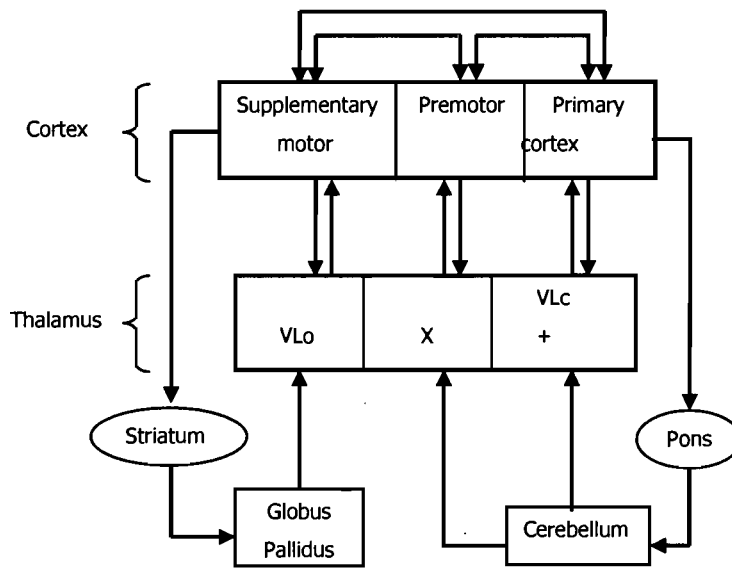 Supplementary Premotor Primary
Cortex
motor cortex
VLc
Thalamus
VLo X +
Striatum
Pons
Globus
Pallidus
Cerebellum